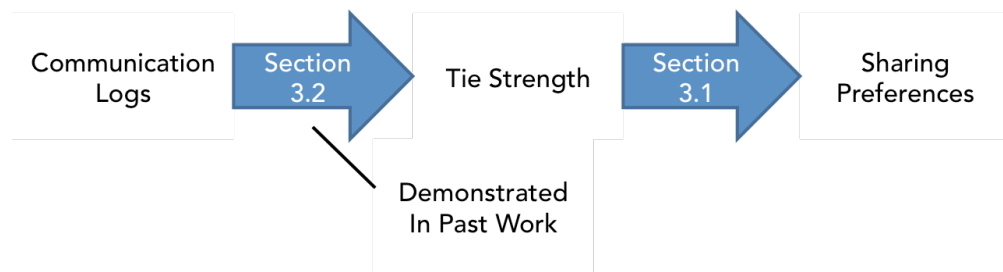 Communication
Logs
Section
3.2
Tie Strength
Section
3.1
Sharing
Preferences
Demonstrated
In Past Work